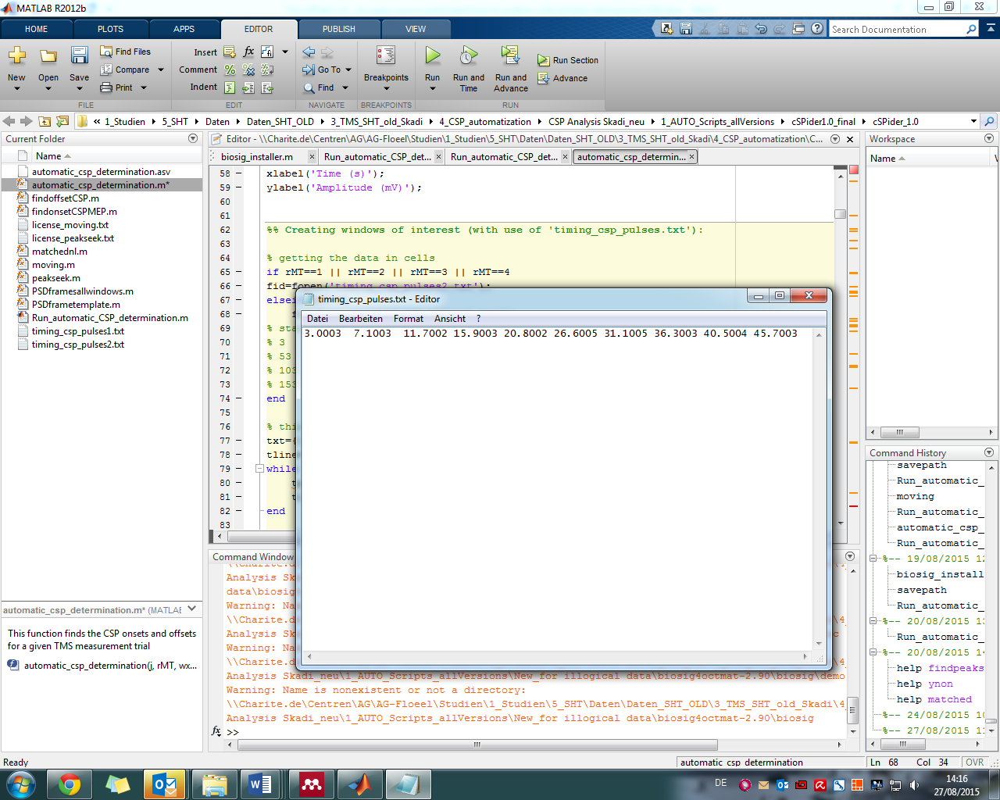 MATLAB R2012b
HOME PLOTS APPS EDITOR PUBLISH VIEW
Search Documentation
New Open Save Find Files Compare Print
Insert Comment Indent
Go To Find
Breakpoints
Run Run and Time Run and Advance Run Section Advance
FILE EDIT NAVIGATE BREAKPOINTS RUN
« 1_Studien ▸ 5_SHT ▸ Daten ▸ Daten_SHT_OLD ▸ 3_TMS_SHT_old_Skadi ▸ 4_CSP_automatization ▸ CSP Analysis Skadi_neu ▸ 1_AUTO_Scripts_allVersions ▸ cSPider1.0_final ▸ cSPider_1.0
Current Folder
Name
automatic_csp_determination.asv
automatic_csp_determination.m*
findoffsetCSP.m
findonsetCSPMEP.m
license_moving.txt
license_peakseek.txt
matchednl.m
moving.m
peakseek.m
PSDframesallwindows.m
PSDframetemplate.m
Run_automatic_CSP_determination.m
timing_csp_pulses1.txt
timing_csp_pulses2.txt
automatic_csp_determination.m* (MATLAB
This function finds the CSP onsets and offsets
for a given TMS measurement trial
automatic_csp_determination(j, rMT, wx...
Editor - \\Charite.de\Centren\AG\AG-Floeel\Studien\1_Studien\5_SHT\Daten\Daten_SHT_OLD\3_TMS_SHT_old_Skadi\4_CSP_automatization\C...
biosig_installer.m Run_automatic_CSP_det... Run_automatic_CSP_det... automatic_csp_determin...
58 xlabel('Time (s)');
59 ylabel('Amplitude (mV)');
60
61
62 %% Creating windows of interest (with use of 'timing_csp_pulses.txt'):
63
64 % getting the data in cells
65 if rMT==1 || rMT==2 || rMT==3 || rMT==4
66 fid=fopen('timing_csp_pulses2.txt');
67 elsei
68 f
69 % sta
70 % 3
71 % 53
72 % 103
73 % 153
74 end
75
76 % thi
77 txt=
78 tline
79 while
80 t
81 t
82 end
83
timing_csp_pulses.txt - Editor
Datei Bearbeiten Format Ansicht ?
3.0003 7.1003 11.7002 15.9003 20.8002 26.6005 31.1005 36.3003 40.5004 45.7003
Command Window
Analysis Ska
data\biosig
Warning: Na
\\Charite.d
Analysis Sk
Warning: Na
\\Charite.d
Analysis Skadi_neu\1_AUTO_Scripts_allVersions\New_for illogical data\biosig4octmat-2.90\biosig\demo
Warning: Name is nonexistent or not a directory:
\\Charite.de\Centren\AG\AG-Floeel\Studien\1_Studien\5_SHT\Daten\Daten_SHT_OLD\3_TMS_SHT_old_Skadi\4_
Analysis Skadi_neu\1_AUTO_Scripts_allVersions\New_for illogical data\biosig4octmat-2.90\biosig
fx >>
Workspace
Name
Command History
savepath
Run_automatic_
moving
Run_automatic_
automatic_csp_
Run_automatic_
%-- 19/08/2015 12
biosig_install
savepath
Run_automatic_
%-- 20/08/2015 13
Run_automatic_
%-- 20/08/2015 14
help findpeaks
help ynon
help matched
%-- 24/08/2015 10
%-- 27/08/2015 11
Ready
automatic_csp_determination Ln 68 Col 34 OVR
DE
14:16
27/08/2015